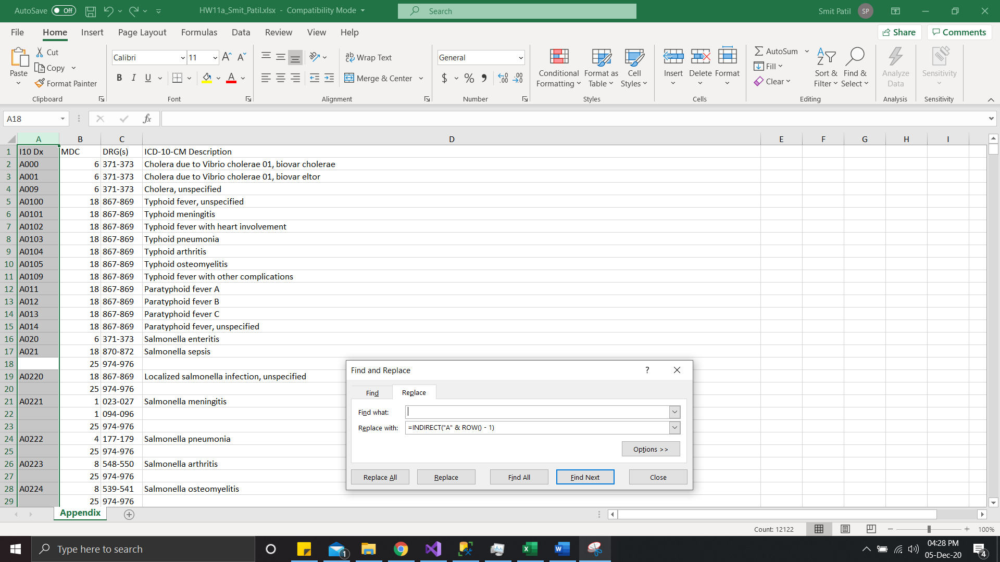 AutoSave Off HW11a_Smit_Patil.xlsx - Compatibility Mode Search Smit Patil SP
File Home Insert Page Layout Formulas Data Review View Help Share Comments
Paste Cut Copy Format Painter Clipboard
Calibri 11 B I U A Font
Wrap Text Merge & Center Alignment
General $ % Number
Conditional Formatting Format as Table Cell Styles Styles
Insert Delete Format Cells
AutoSum Fill Clear Sort & Filter Find & Select Editing
Analyze Data Analysis
Sensitivity Sensitivity
A18 fx
A B C D E F G H I
1 I10 Dx MDC DRG(s) ICD-10-CM Description
2 A000 6 371-373 Cholera due to Vibrio cholerae 01, biovar cholerae
3 A001 6 371-373 Cholera due to Vibrio cholerae 01, biovar eltor
4 A009 6 371-373 Cholera, unspecified
5 A0100 18 867-869 Typhoid fever, unspecified
6 A0101 18 867-869 Typhoid meningitis
7 A0102 18 867-869 Typhoid fever with heart involvement
8 A0103 18 867-869 Typhoid pneumonia
9 A0104 18 867-869 Typhoid arthritis
10 A0105 18 867-869 Typhoid osteomyelitis
11 A0109 18 867-869 Typhoid fever with other complications
12 A011 18 867-869 Paratyphoid fever A
13 A012 18 867-869 Paratyphoid fever B
14 A013 18 867-869 Paratyphoid fever C
15 A014 18 867-869 Paratyphoid fever, unspecified
16 A020 6 371-373 Salmonella enteritis
17 A021 18 870-872 Salmonella sepsis
18 25 974-976
19 A0220 18 867-869 Localized salmonella infection, unspecified
20 25 974-976
21 A0221 1 023-027 Salmonella meningitis
22 1 094-096
23 25 974-976
24 A0222 4 177-179 Salmonella pneumonia
25 25 974-976
26 A0223 8 548-550 Salmonella arthritis
27 25 974-976
28 A0224 8 539-541 Salmonella osteomyelitis
29 25 974-976
Find and Replace ?
Find Replace
Find what:
Replace with: =INDIRECT("A" & ROW() - 1)
Options >>
Replace All Replace Find All Find Next Close
Appendix
Count: 12122 100%
Type here to search 1 04:28 PM
05-Dec-20 4